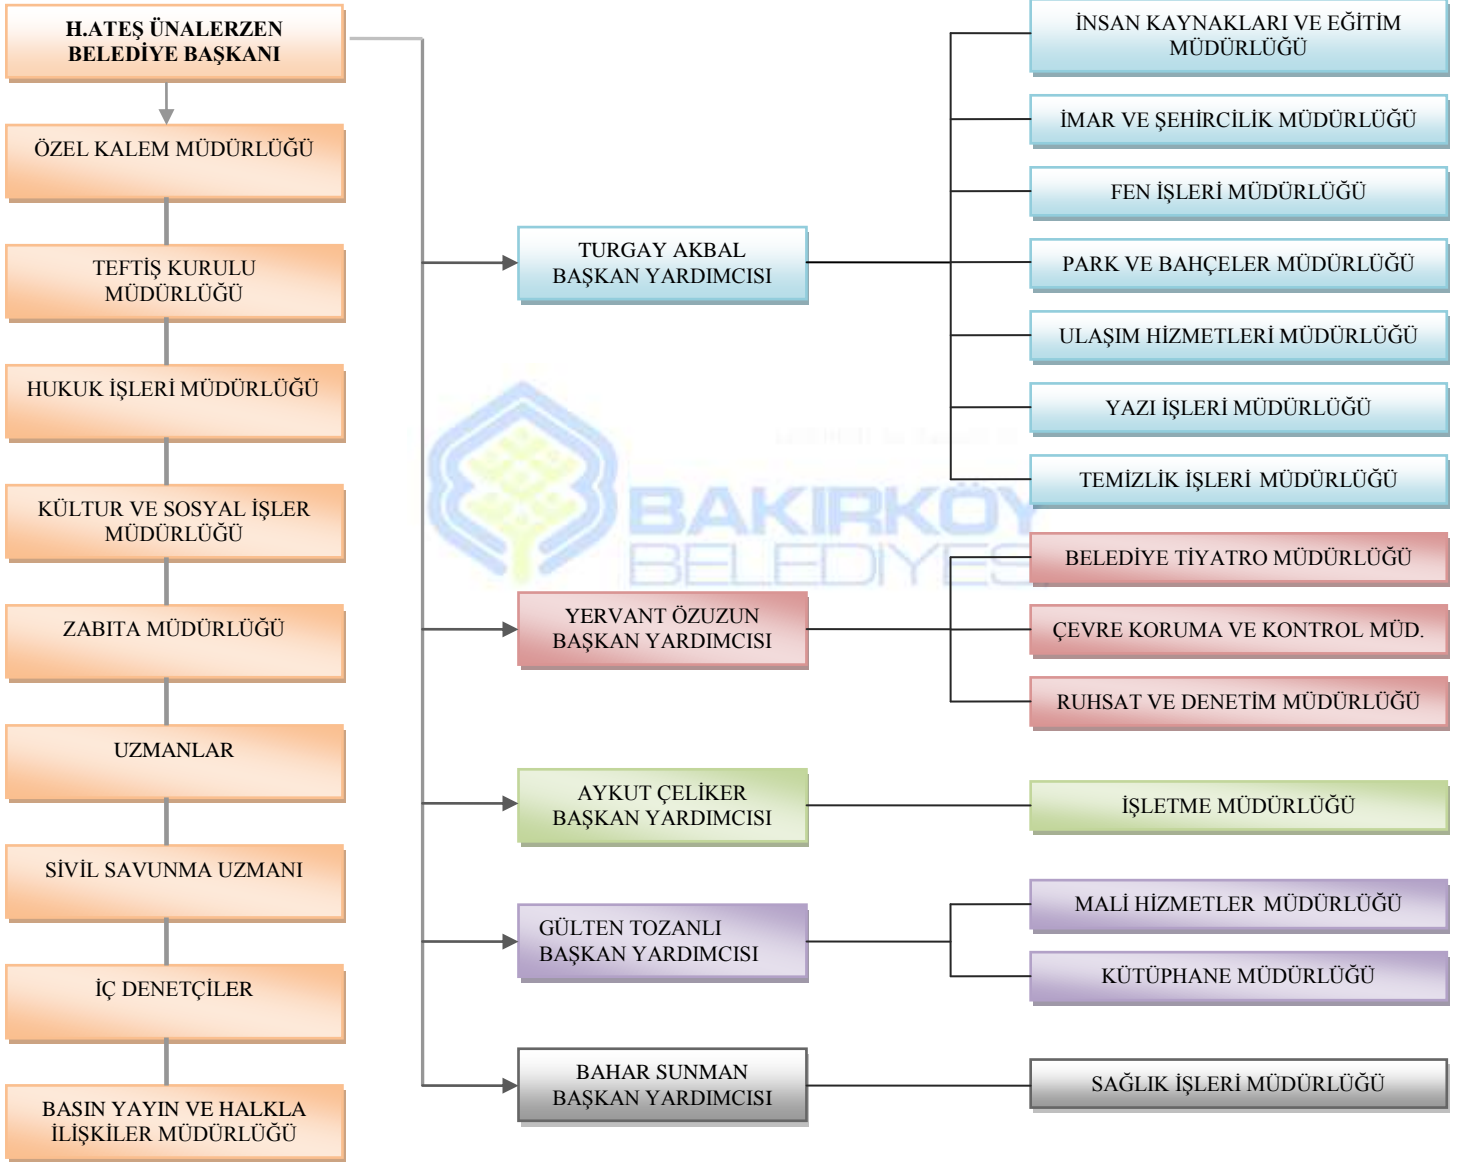 H.ATEŞ ÜNALERZEN
BELEDİYE BAŞKANI
ÖZEL KALEM MÜDÜRLÜĞÜ
TEFTİŞ KURULU
MÜDÜRLÜĞÜ
HUKUK İŞLERİ MÜDÜRLÜĞÜ
KÜLTUR VE SOSYAL İŞLER
MÜDÜRLÜĞÜ
ZABITA MÜDÜRLÜĞÜ
UZMANLAR
SİVİL SAVUNMA UZMANI
İÇ DENETÇİLER
BASIN YAYIN VE HALKLA
İLİŞKİLER MÜDÜRLÜĞÜ
TURGAY AKBAL
BAŞKAN YARDIMCISI
İNSAN KAYNAKLARI VE EĞİTİM
MÜDÜRLÜĞÜ
İMAR VE ŞEHİRCİLİK MÜDÜRLÜĞÜ
FEN İŞLERİ MÜDÜRLÜĞÜ
PARK VE BAHÇELER MÜDÜRLÜĞÜ
ULAŞIM HİZMETLERİ MÜDÜRLÜĞÜ
YAZI İŞLERİ MÜDÜRLÜĞÜ
TEMİZLİK İŞLERİ MÜDÜRLÜĞÜ
BAKIRKÖY
BELEDİYESİ
YERVANT ÖZUZUN
BAŞKAN YARDIMCISI
BELEDİYE TİYATRO MÜDÜRLÜĞÜ
ÇEVRE KORUMA VE KONTROL MÜD.
RUHSAT VE DENETİM MÜDÜRLÜĞÜ
AYKUT ÇELİKER
BAŞKAN YARDIMCISI
İŞLETME MÜDÜRLÜĞÜ
GÜLTEN TOZANLI
BAŞKAN YARDIMCISI
MALİ HİZMETLER MÜDÜRLÜĞÜ
KÜTÜPHANE MÜDÜRLÜĞÜ
BAHAR SUNMAN
BAŞKAN YARDIMCISI
SAĞLIK İŞLERİ MÜDÜRLÜĞÜ